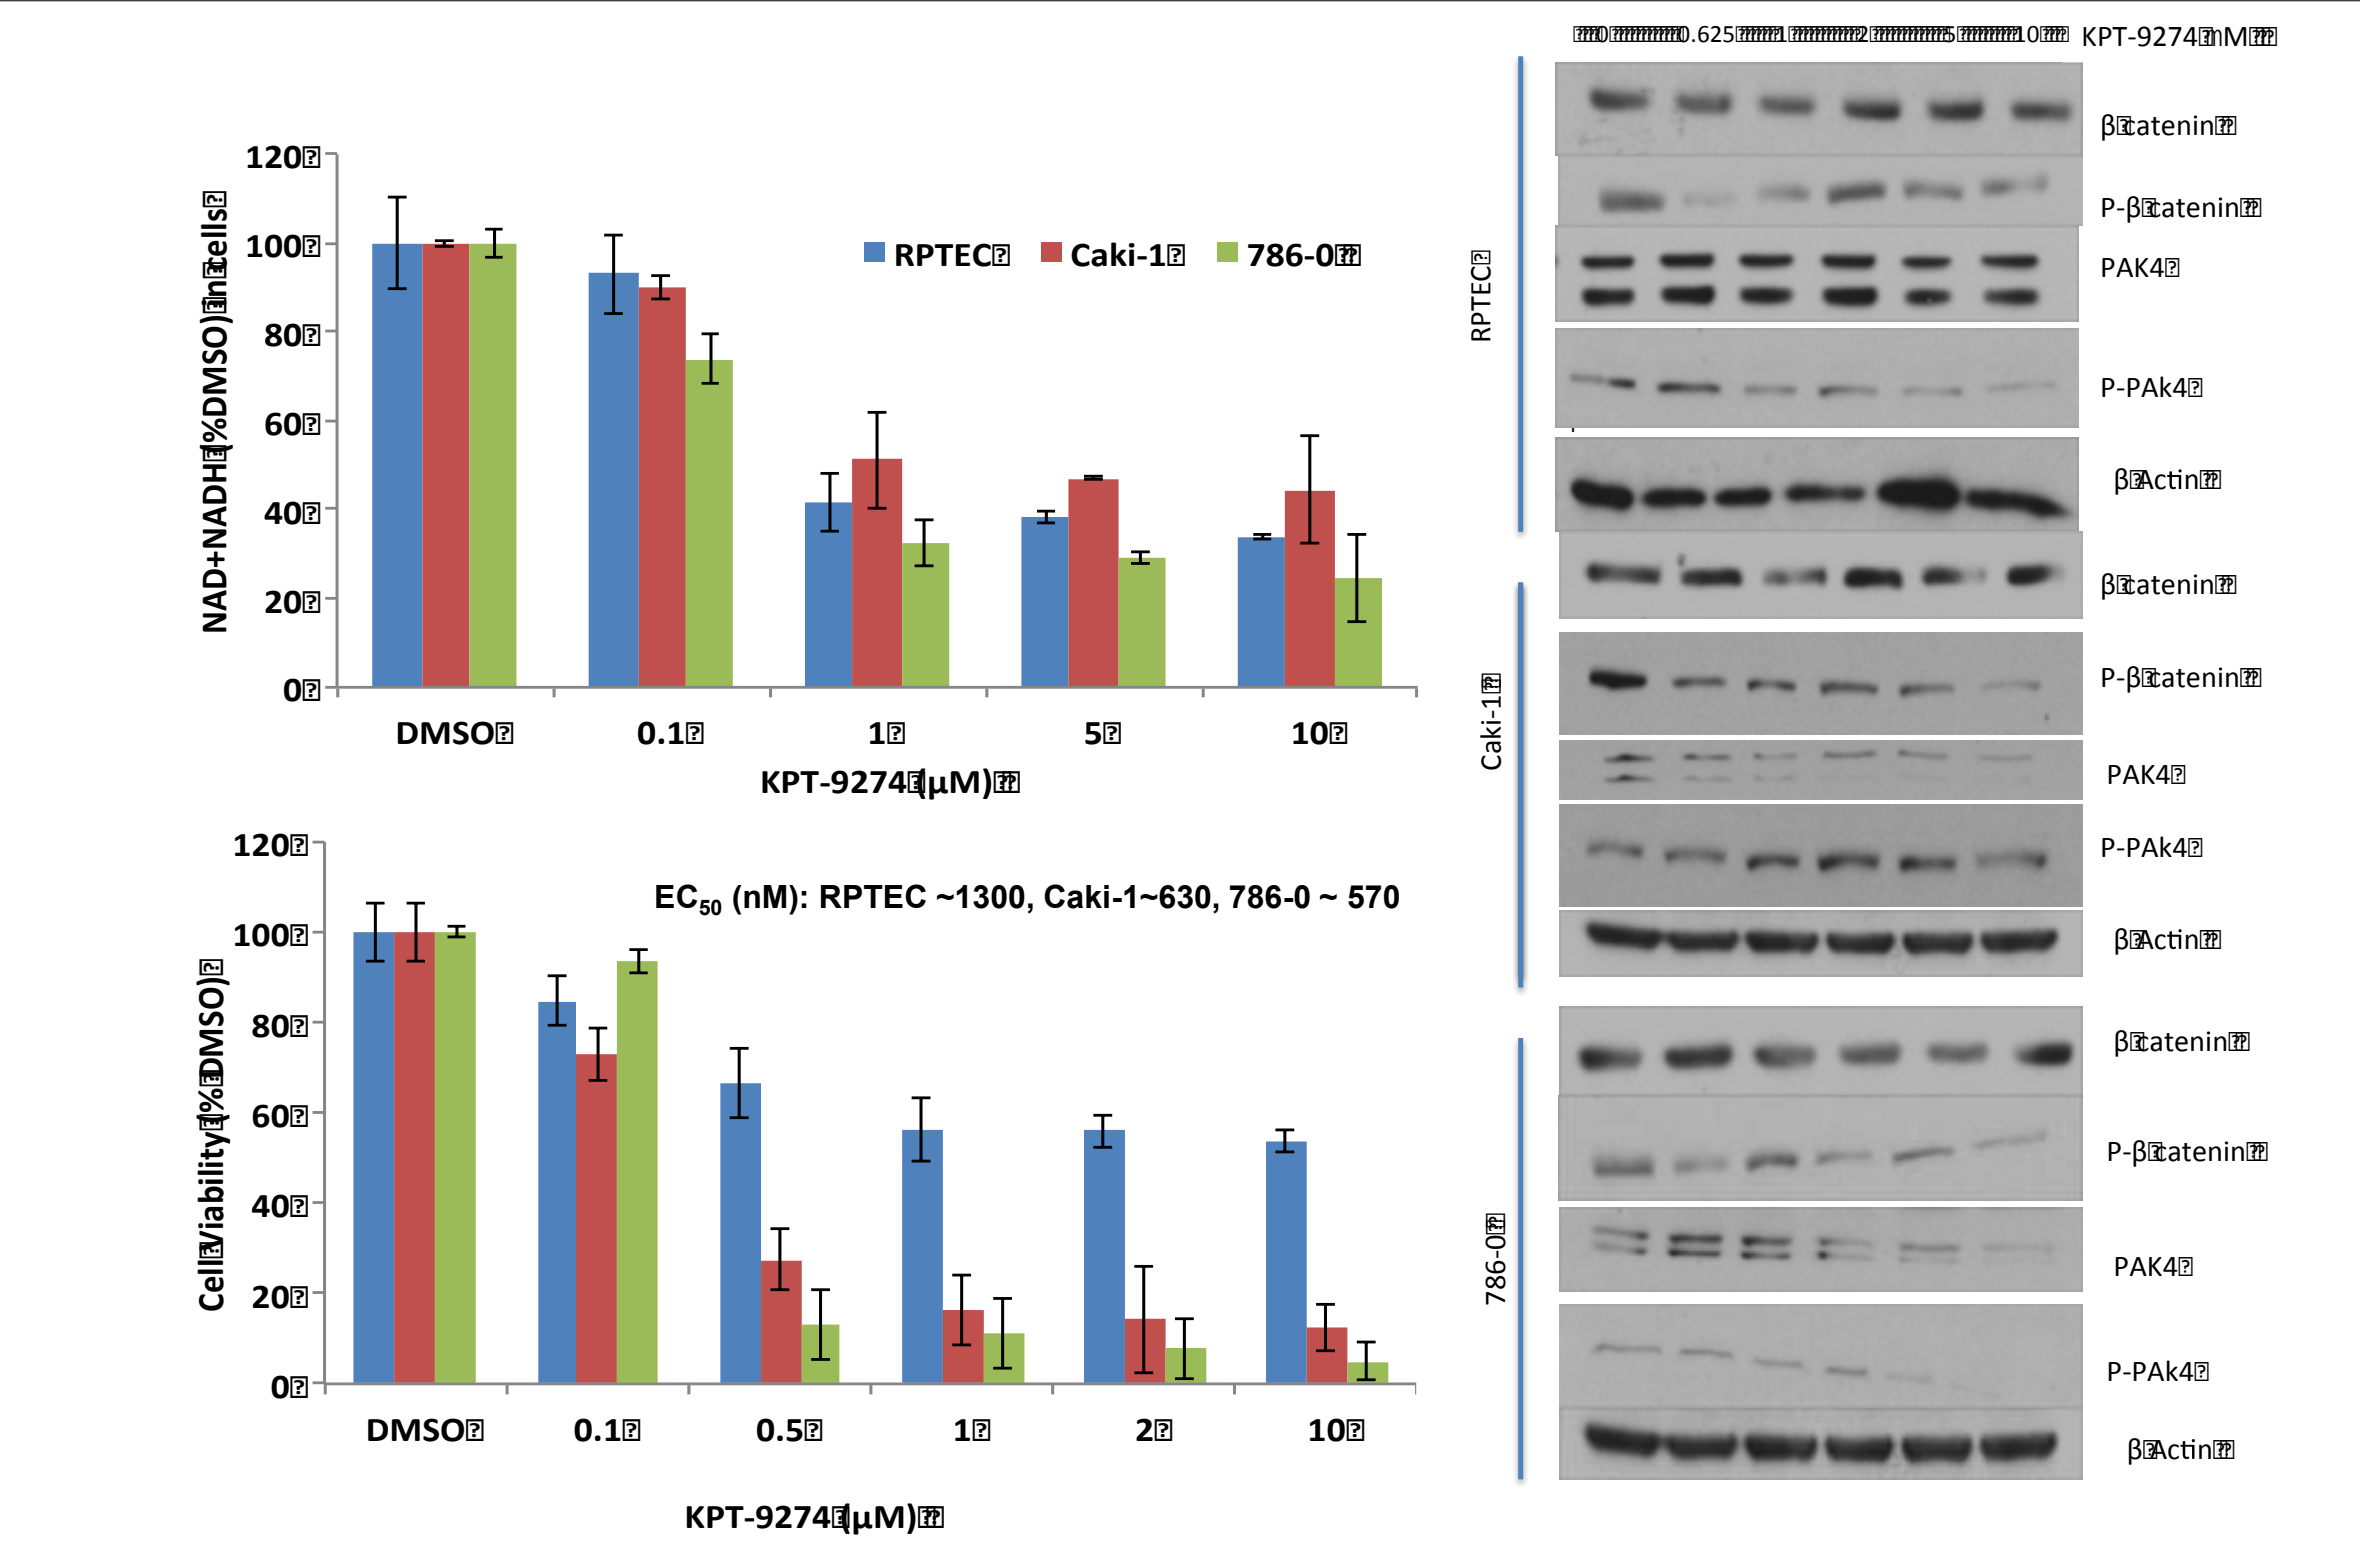 120
100
80
60
40
20
0
NAD+NADH (%DMSO) in cells
RPTEC
Caki-1
786-0
DMSO 0.1 1 5 10
KPT-9274 (µM)
120
100
80
60
40
20
0
Cell Viability (% DMSO)
EC50 (nM): RPTEC ~1300, Caki-1~630, 786-0 ~ 570
DMSO 0.1 0.5 1 2 10
KPT-9274 (µM)
0 0.625 1 2 5 10 KPT-9274 mM
RPTEC
β catenin
P-β catenin
PAK4
P-PAk4
β Actin
Caki-1
β catenin
P-β catenin
PAK4
P-PAk4
β Actin
786-0
β catenin
P-β catenin
PAK4
P-PAk4
β Actin